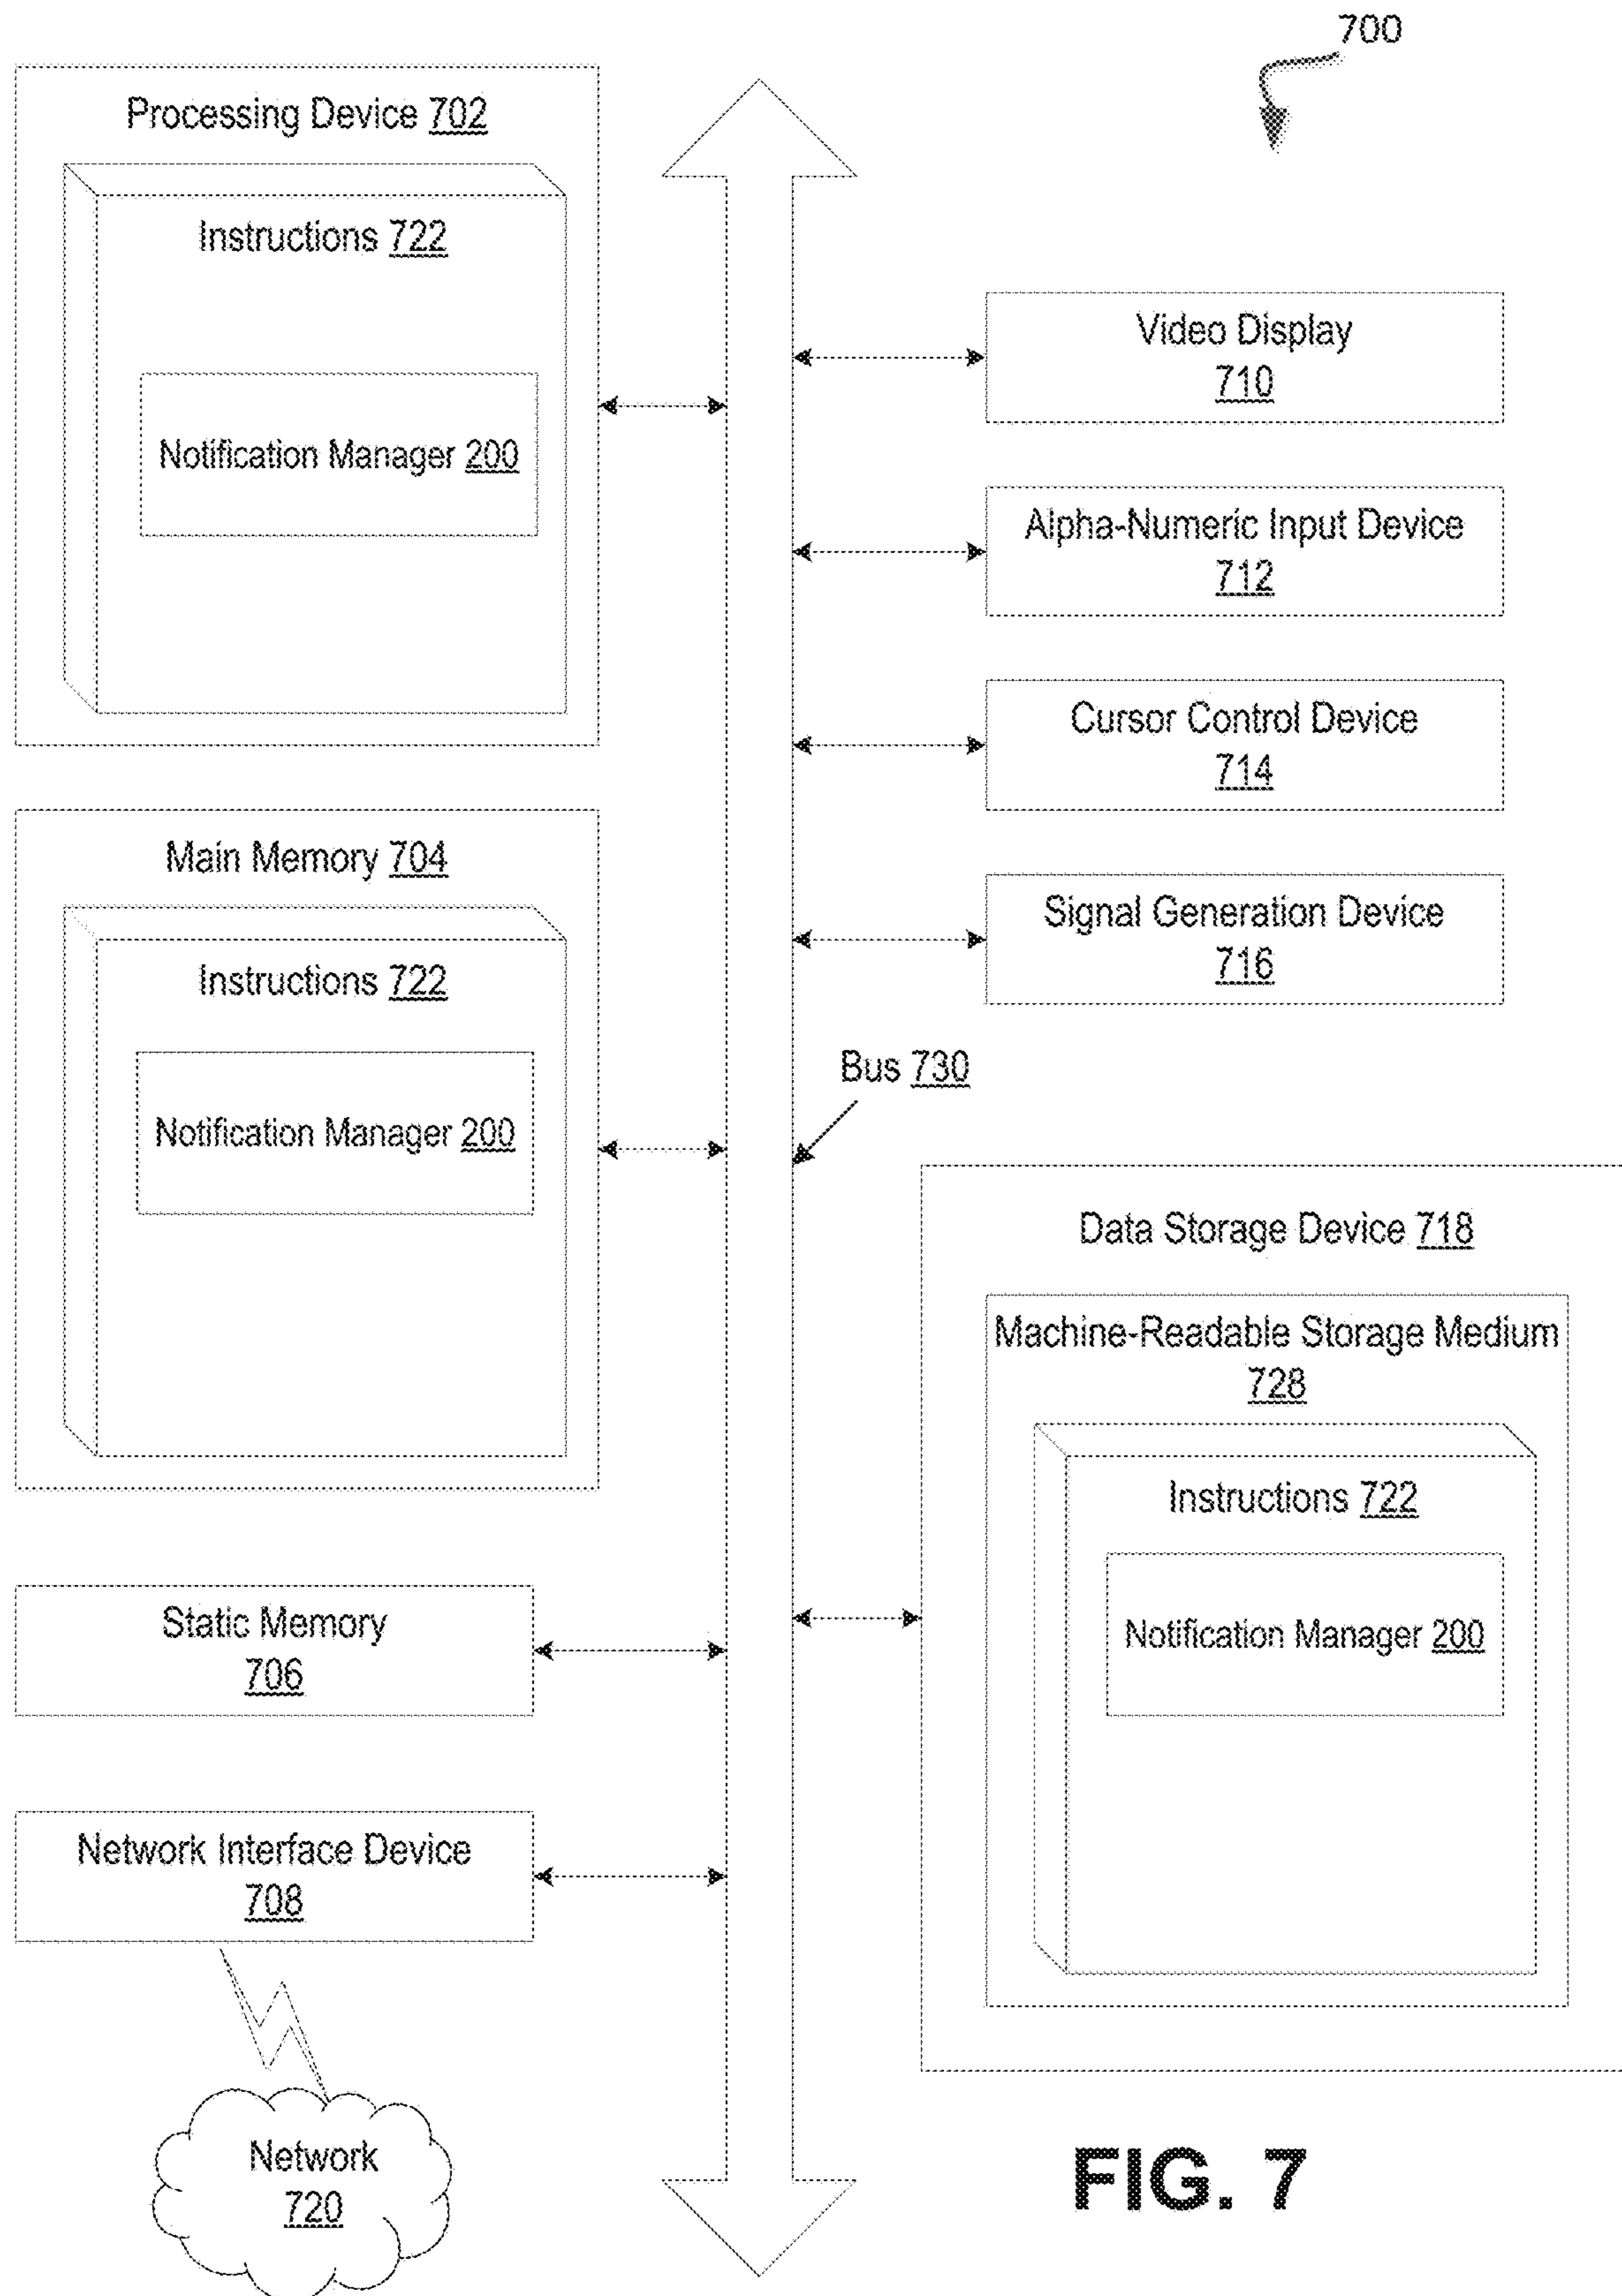 700
Processing Device 702
Instructions 722
Notification Manager 200
Main Memory 704
Instructions 722
Notification Manager 200
Static Memory
706
Network Interface Device
708
Network
720
Video Display
710
Alpha-Numeric Input Device
712
Cursor Control Device
714
Signal Generation Device
716
Bus 730
Data Storage Device 718
Machine-Readable Storage Medium
728
Instructions 722
Notification Manager 200
FIG. 7